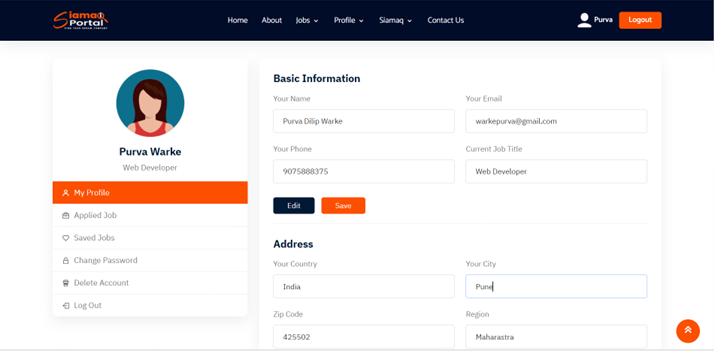 Siamaq
Portal
FIND YOUR DREAM COMPANY
Home About Jobs Profile Siamaq Contact Us
Purva Logout
Purva Warke
Web Developer
My Profile
Applied Job
Saved Jobs
Change Password
Delete Account
Log Out
Basic Information
Your Name Your Email
Purva Dilip Warke warkepurva@gmail.com
Your Phone Current Job Title
9075888375 Web Developer
Edit Save
Address
Your Country Your City
India Pune
Zip Code Region
425502 Maharastra